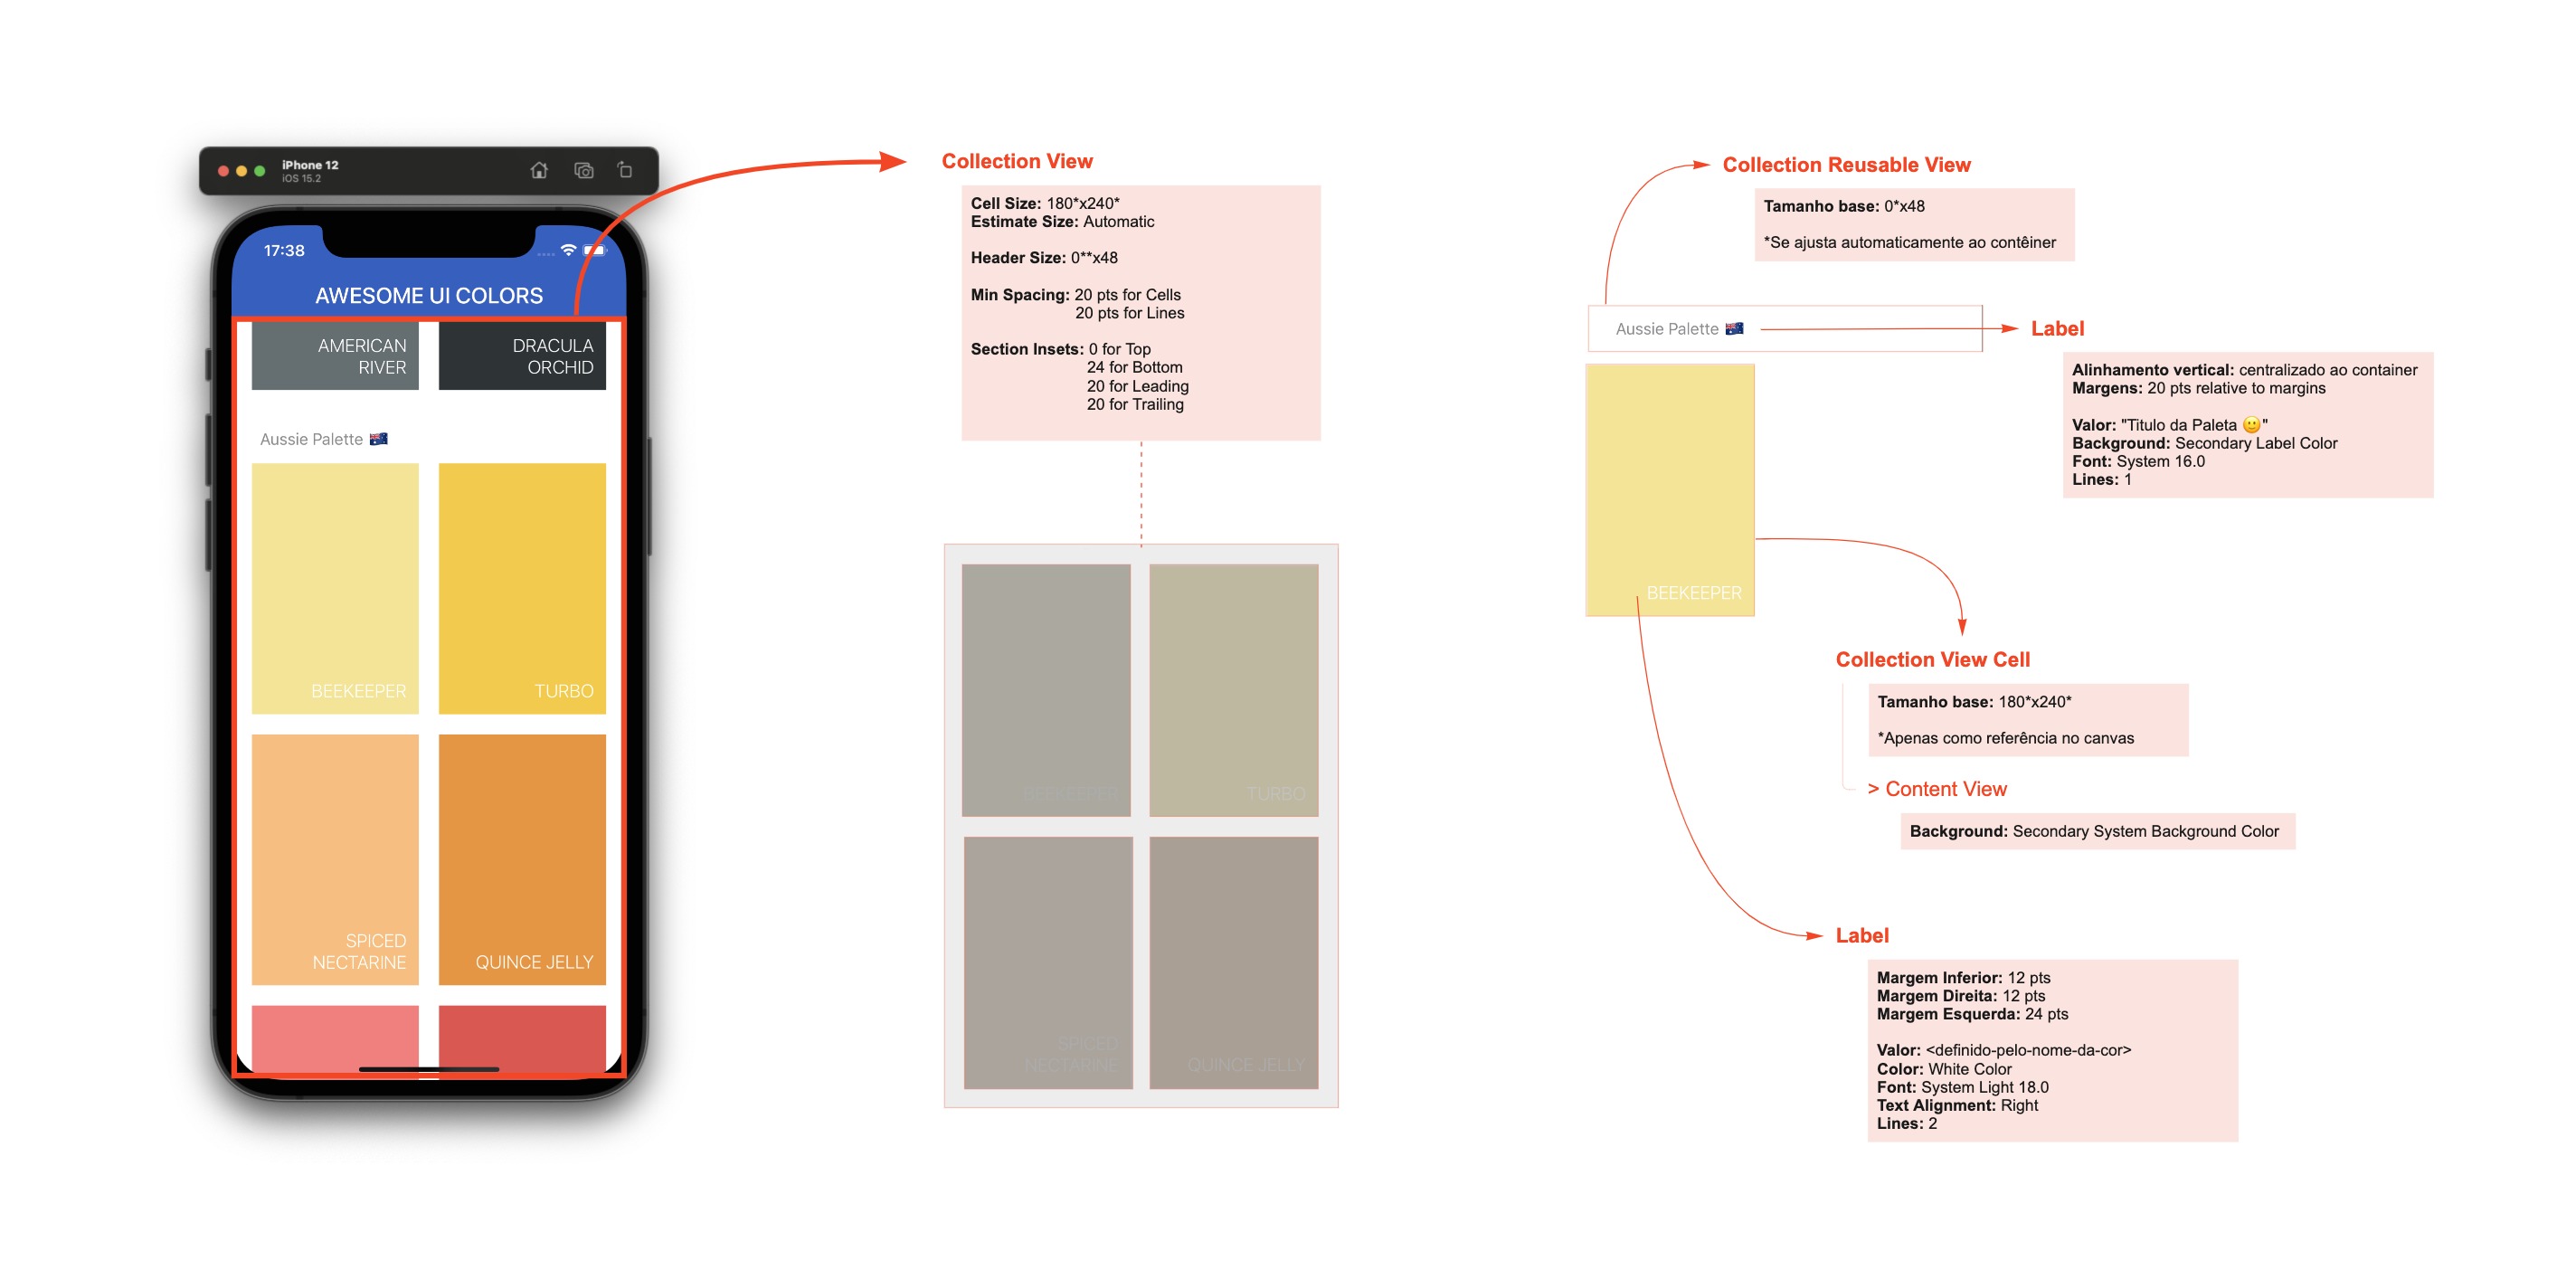 iPhone 12
iOS 15.2
17:38
AWESOME UI COLORS
AMERICAN
RIVER
DRACULA
ORCHID
Aussie Palette 🇦🇺
BEEKEEPER
TURBO
SPICED
NECTARINE
QUINCE JELLY
Collection View
Cell Size: 180*x240*
Estimate Size: Automatic
Header Size: 0**x48
Min Spacing: 20 pts for Cells
20 pts for Lines
Section Insets: 0 for Top
24 for Bottom
20 for Leading
20 for Trailing
BEEKEEPER
TURBO
SPICED
NECTARINE
QUINCE JELLY
Collection Reusable View
Tamanho base: 0*x48
*Se ajusta automaticamente ao contêiner
Aussie Palette 🇦🇺
Label
Alinhamento vertical: centralizado ao container
Margens: 20 pts relative to margins
Valor: "Titulo da Paleta 🙂"
Background: Secondary Label Color
Font: System 16.0
Lines: 1
BEEKEEPER
Collection View Cell
Tamanho base: 180*x240*
*Apenas como referência no canvas
> Content View
Background: Secondary System Background Color
Label
Margem Inferior: 12 pts
Margem Direita: 12 pts
Margem Esquerda: 24 pts
Valor: <definido-pelo-nome-da-cor>
Color: White Color
Font: System Light 18.0
Text Alignment: Right
Lines: 2